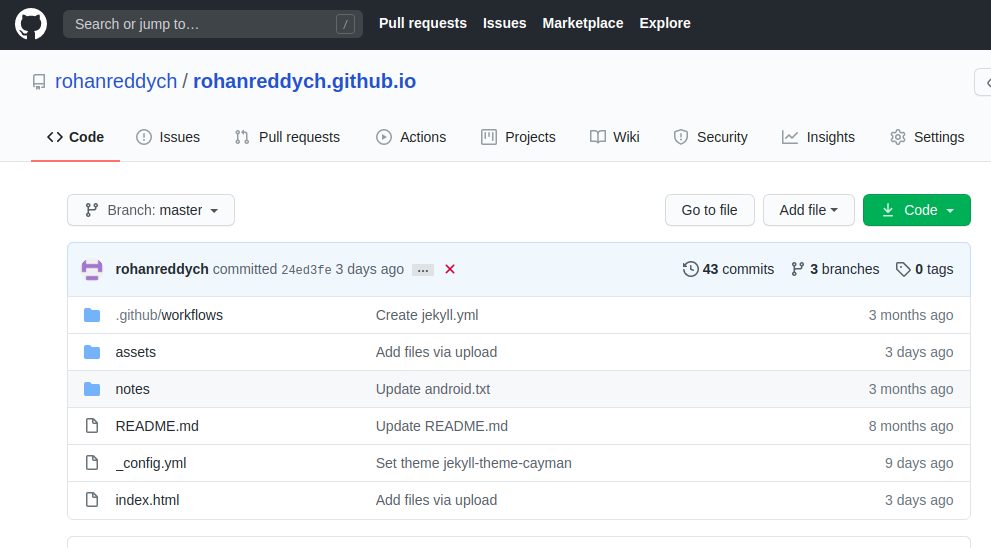 Search or jump to… / Pull requests Issues Marketplace Explore
rohanreddych / rohanreddych.github.io
Code Issues Pull requests Actions Projects Wiki Security Insights Settings
Branch: master Go to file Add file Code
rohanreddych committed 24ed3fe 3 days ago … 43 commits 3 branches 0 tags
.github/workflows Create jekyll.yml 3 months ago
assets Add files via upload 3 days ago
notes Update android.txt 3 months ago
README.md Update README.md 8 months ago
_config.yml Set theme jekyll-theme-cayman 9 days ago
index.html Add files via upload 3 days ago